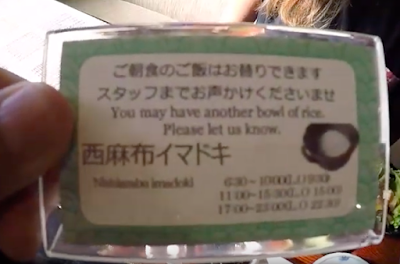 ご朝食のご飯はお替りできます
スタッフまでお声かけくださいませ
You may have another bowl of rice.
Please let us know.
西麻布イマドキ
Nishiazabu imadoki
11:00~15:30(L.O 15:00)
17:00~23:00(L.O 22:30)